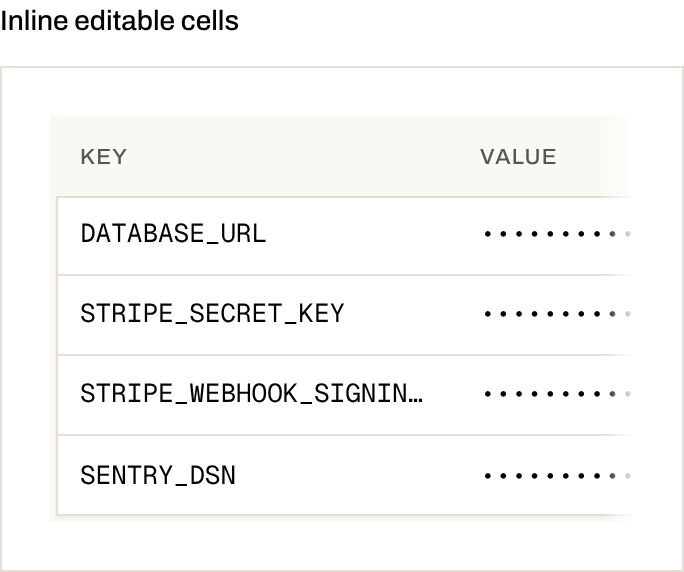 Inline editable cells
KEY VALUE
DATABASE_URL ••••••••••
STRIPE_SECRET_KEY ••••••••••
STRIPE_WEBHOOK_SIGNIN… ••••••••••
SENTRY_DSN ••••••••••